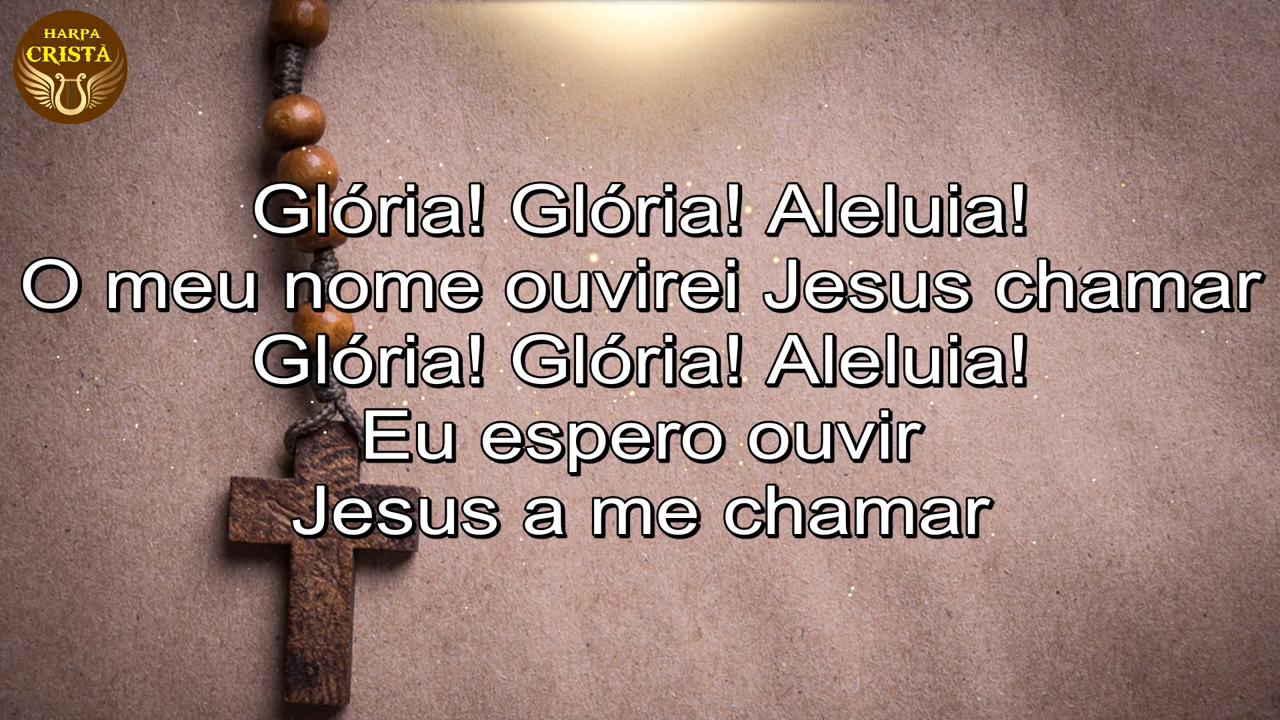 HARPA
CRISTÃ
Glória! Glória! Aleluia!
O meu nome ouvirei Jesus chamar
Glória! Glória! Aleluia!
Eu espero ouvir
Jesus a me chamar